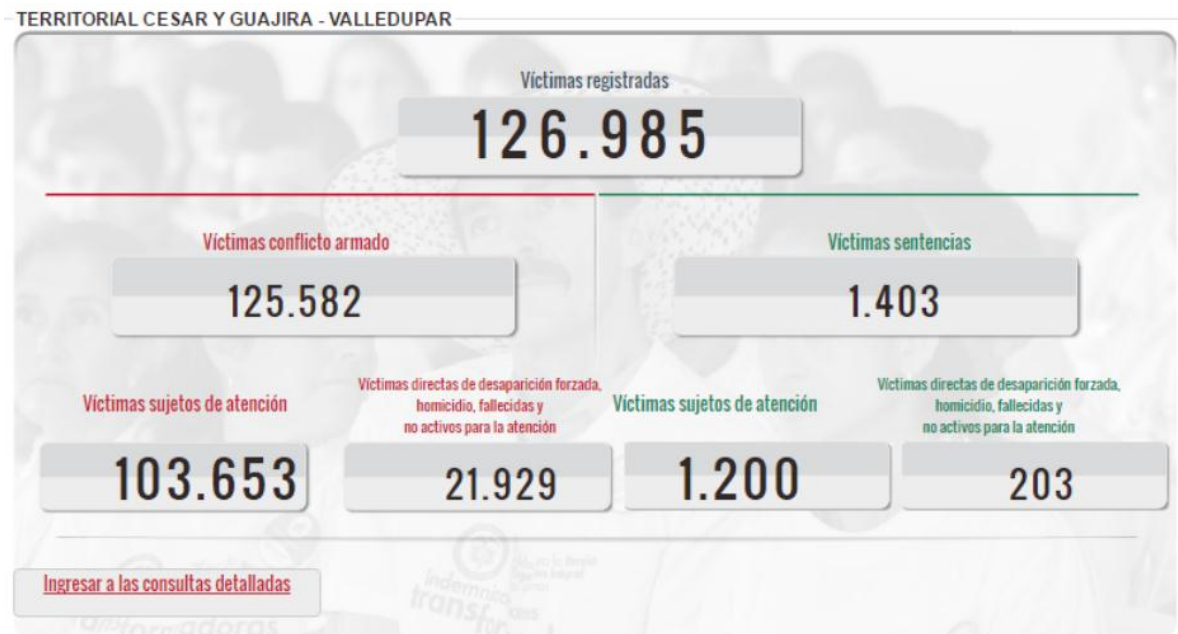 TERRITORIAL CESAR Y GUAJIRA - VALLEDUPAR
Víctimas registradas
126.985
Víctimas conflicto armado
125.582
Víctimas sentencias
1.403
Víctimas sujetos de atención
103.653
Víctimas directas de desaparición forzada,
homicidio, fallecidas y
no activos para la atención
21.929
Víctimas sujetos de atención
1.200
Víctimas directas de desaparición forzada,
homicidio, fallecidas y
no activos para la atención
203
Ingresar a las consultas detalladas